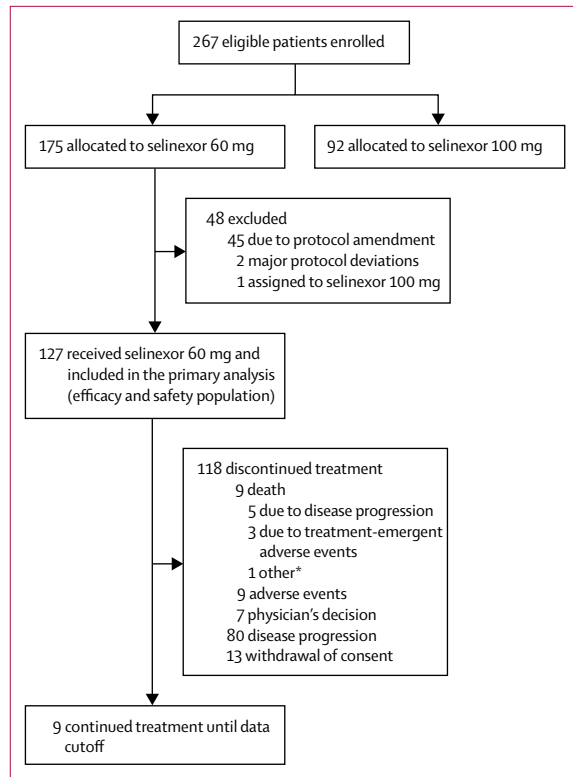 267 eligible patients enrolled
175 allocated to selinexor 60 mg
92 allocated to selinexor 100 mg
48 excluded
45 due to protocol amendment
2 major protocol deviations
1 assigned to selinexor 100 mg
127 received selinexor 60 mg and
included in the primary analysis
(efficacy and safety population)
118 discontinued treatment
9 death
5 due to disease progression
3 due to treatment-emergent
adverse events
1 other*
9 adverse events
7 physician's decision
80 disease progression
13 withdrawal of consent
9 continued treatment until data
cutoff